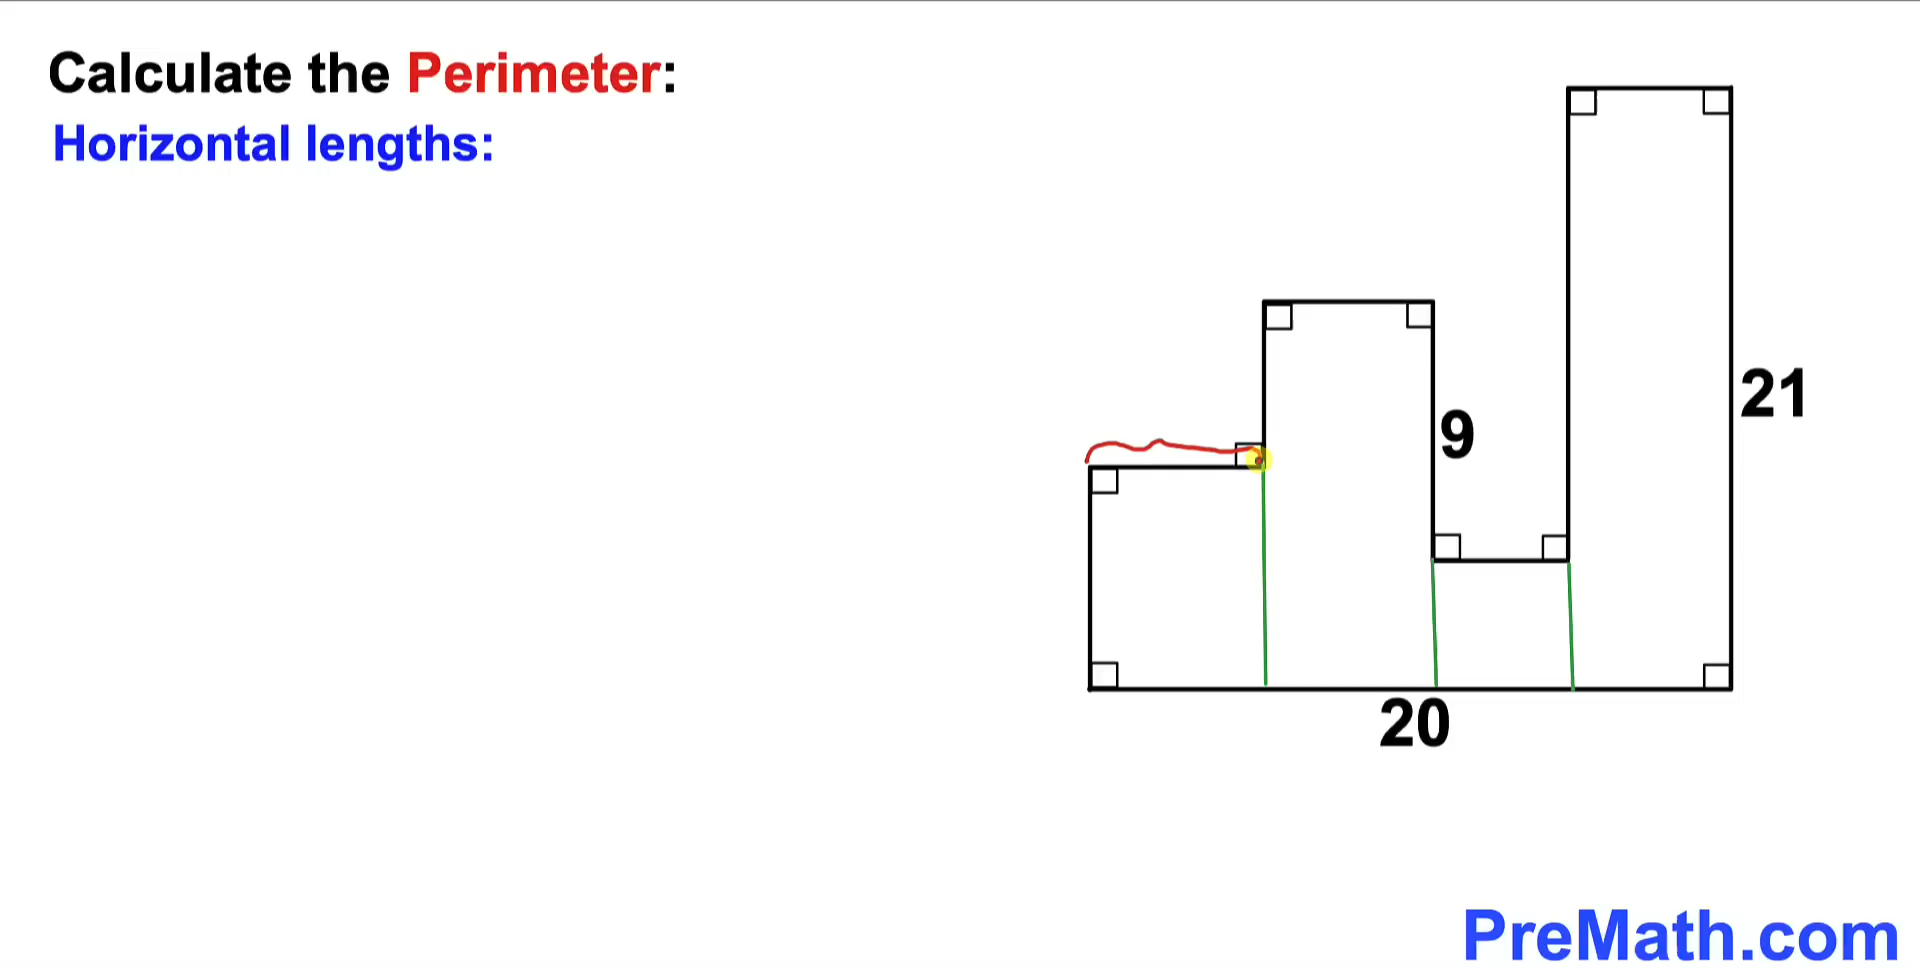 Calculate the Perimeter:
Horizontal lengths:
9
21
20
PreMath.com